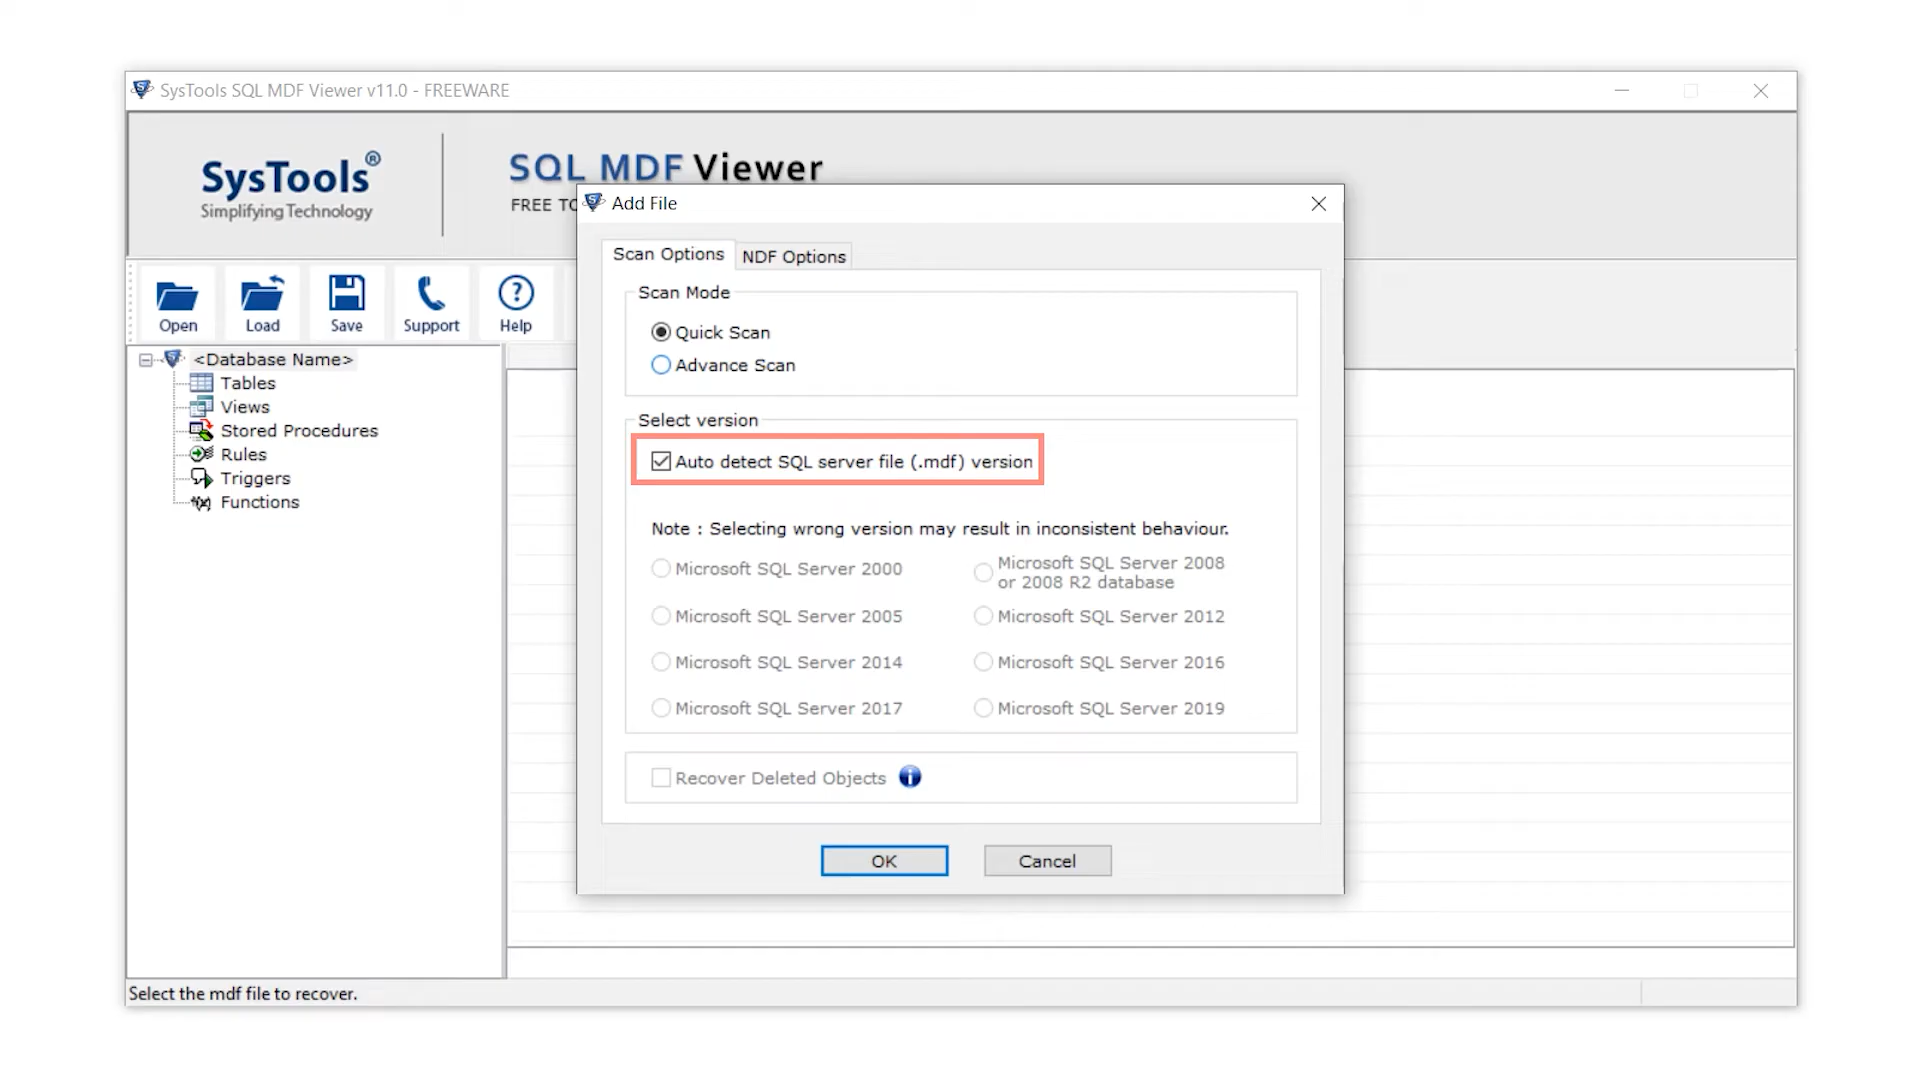 SysTools SQL MDF Viewer v11.0 - FREEWARE
SysTools®
Simplifying Technology
SQL MDF Viewer
FREE TO
Open
Load
Save
Support
Help
<Database Name>
Tables
Views
Stored Procedures
Rules
Triggers
Functions
Add File
Scan Options
NDF Options
Scan Mode
Quick Scan
Advance Scan
Select version
Auto detect SQL server file (.mdf) version
Note : Selecting wrong version may result in inconsistent behaviour.
Microsoft SQL Server 2000
Microsoft SQL Server 2008
or 2008 R2 database
Microsoft SQL Server 2005
Microsoft SQL Server 2012
Microsoft SQL Server 2014
Microsoft SQL Server 2016
Microsoft SQL Server 2017
Microsoft SQL Server 2019
Recover Deleted Objects
OK
Cancel
Select the mdf file to recover.